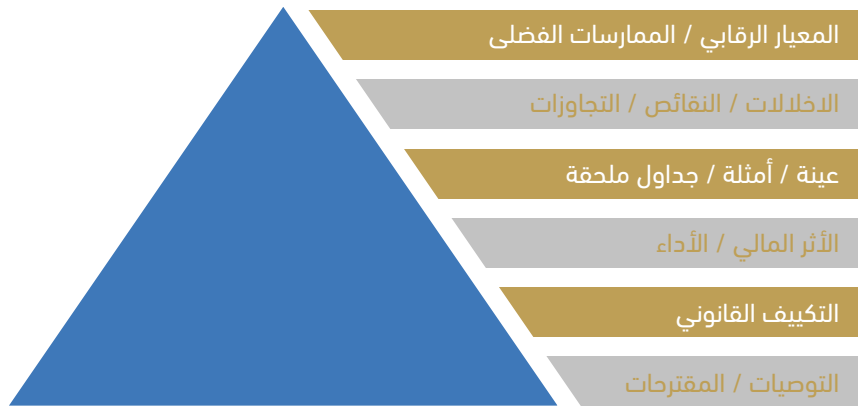 المعيار الرقابي / الممارسات الفضلى
الاخلالات / النقائص / التجاوزات
عينة / أمثلة / جداول ملحقة
الأثر المالي / الأداء
التكييف القانوني
التوصيات / المقترحات